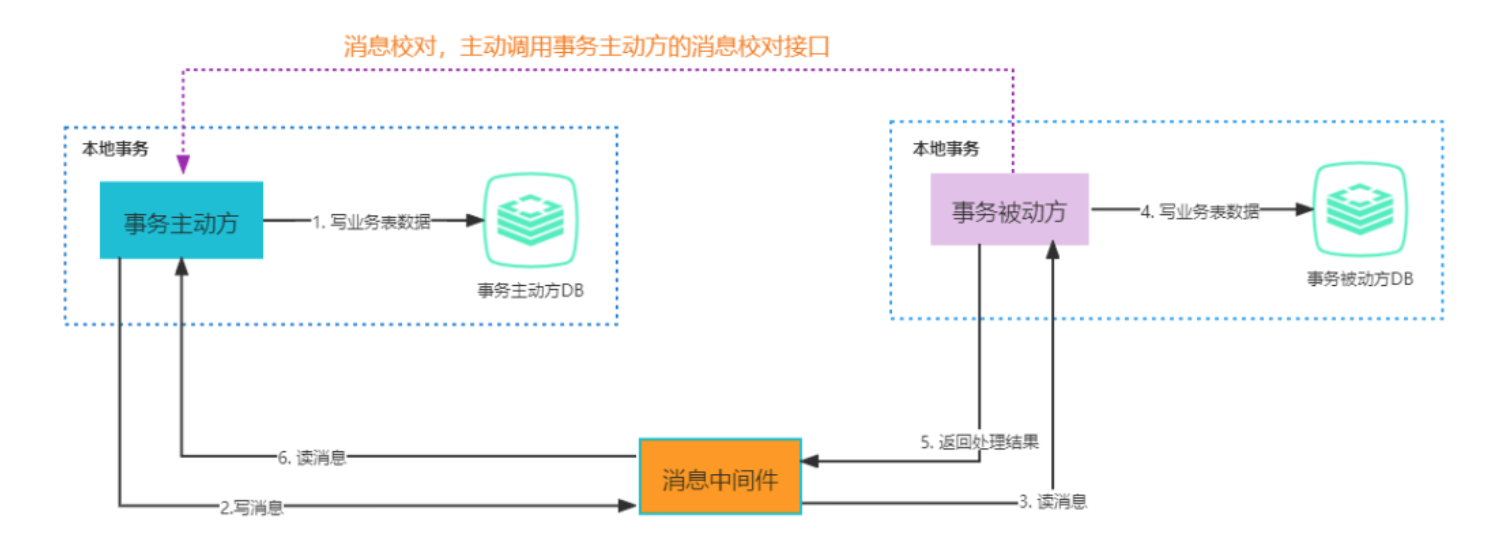 消息校对，主动调用事务主动方的消息校对接口
本地事务
事务主动方
1. 写业务表数据
事务主动方DB
本地事务
事务被动方
4. 写业务表数据
事务被动方DB
5. 返回处理结果
6. 读消息
消息中间件
2.写消息
3. 读消息